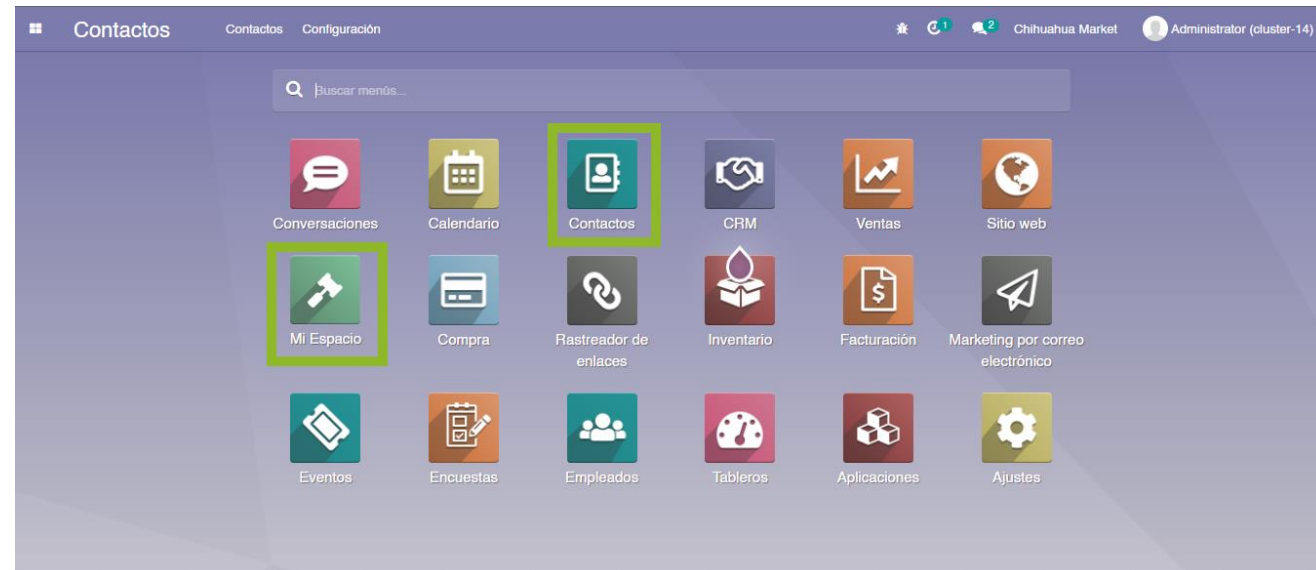 Contactos Contactos Configuración 1 2 Chihuahua Market Administrator (cluster-14)
Buscar menús...
Conversaciones Calendario Contactos CRM Ventas Sitio web
Mi Espacio Compra Rastreador de Inventario Facturación Marketing por correo
enlaces electrónico
Eventos Encuestas Empleados Tableros Aplicaciones Ajustes